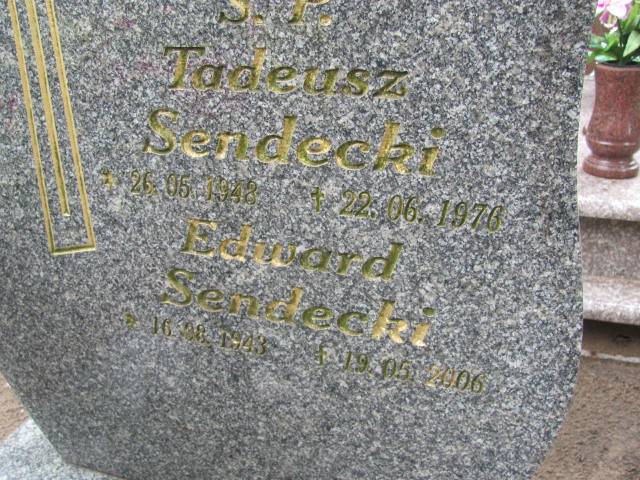 Ś. P.
Tadeusz
Sendecki
* 26.05.1948 † 22.06.1976
Edward
Sendecki
* 16.08.1943 † 19.05.2006